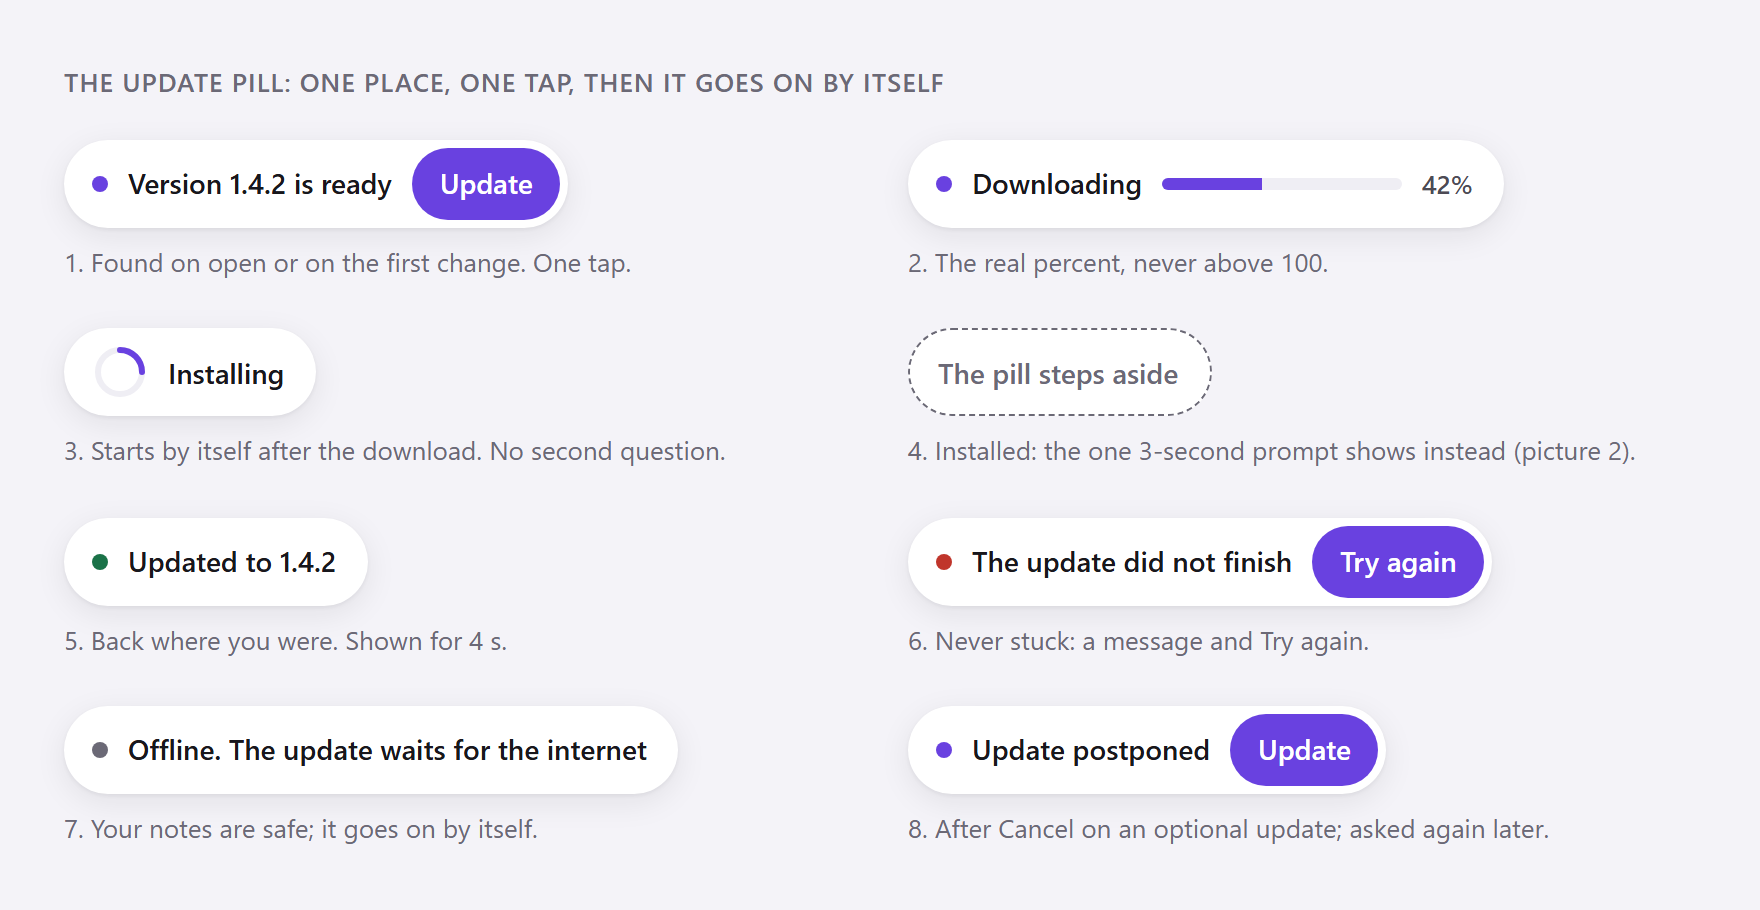 THE UPDATE PILL: ONE PLACE, ONE TAP, THEN IT GOES ON BY ITSELF
Version 1.4.2 is ready Update
Downloading 42%
1. Found on open or on the first change. One tap.
2. The real percent, never above 100.
Installing
The pill steps aside
3. Starts by itself after the download. No second question.
4. Installed: the one 3-second prompt shows instead (picture 2).
Updated to 1.4.2
The update did not finish Try again
5. Back where you were. Shown for 4 s.
6. Never stuck: a message and Try again.
Offline. The update waits for the internet
Update postponed Update
7. Your notes are safe; it goes on by itself.
8. After Cancel on an optional update; asked again later.